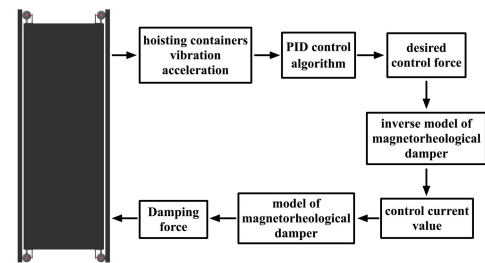 hoisting containers
vibration
acceleration
PID control
algorithm
desired
control force
inverse model of
magnetorheological
damper
control current
value
model of
magnetorheological
damper
Damping
force